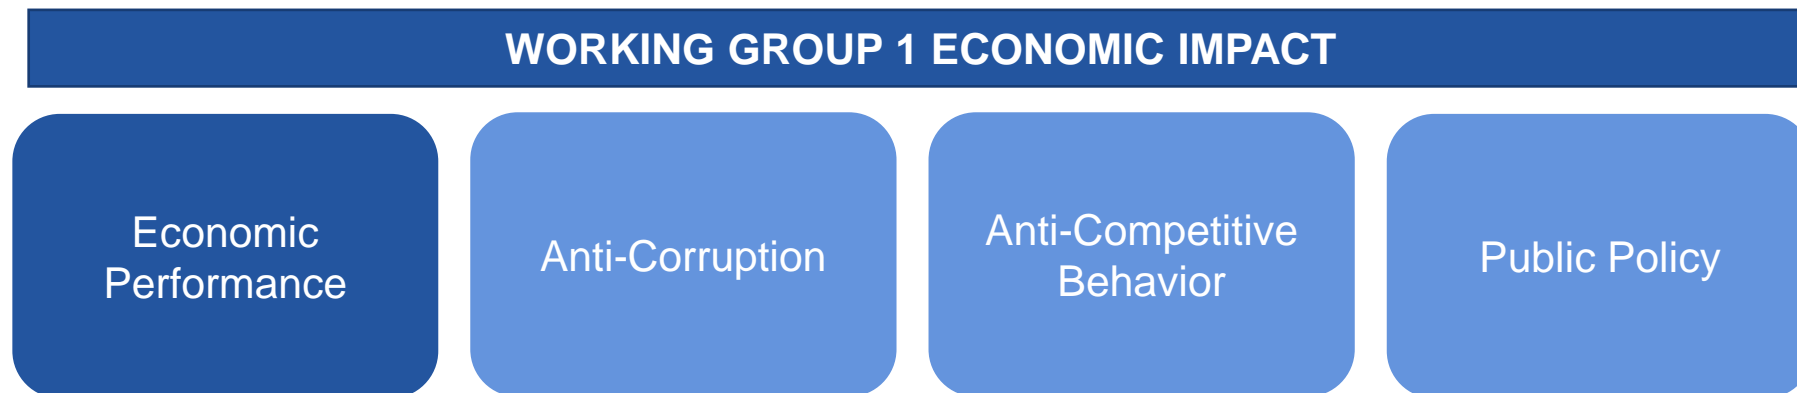 WORKING GROUP 1 ECONOMIC IMPACT
Economic
Performance
Anti-Corruption
Anti-Competitive
Behavior
Public Policy